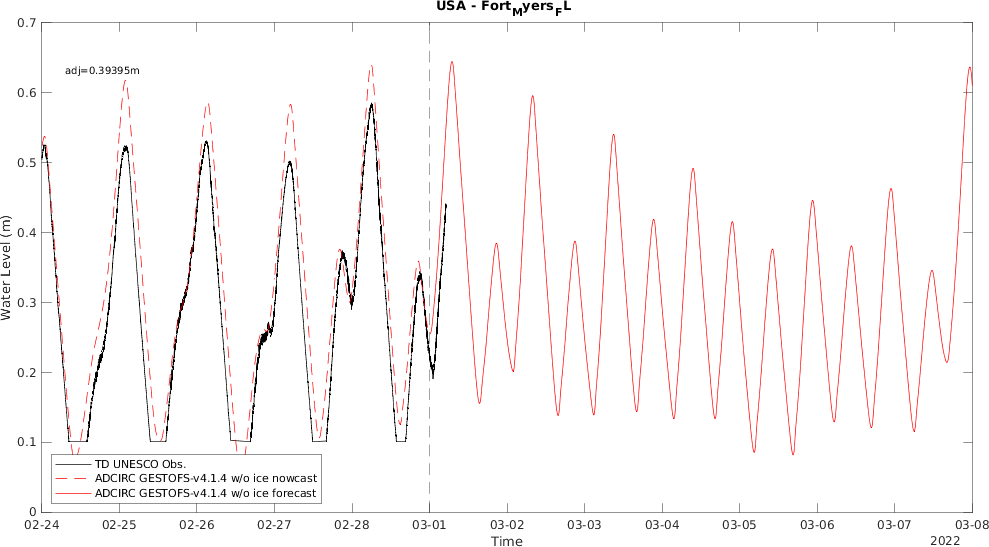 USA - FortMyersFL
adj=0.39395m
0.7
0.6
0.5
0.4
0.3
0.2
0.1
0
Water Level (m)
TD UNESCO Obs.
ADCIRC GESTOFS-v4.1.4 w/o ice nowcast
ADCIRC GESTOFS-v4.1.4 w/o ice forecast
02-24 02-25 02-26 02-27 02-28 03-01 03-02 03-03 03-04 03-05 03-06 03-07 03-08
Time
2022